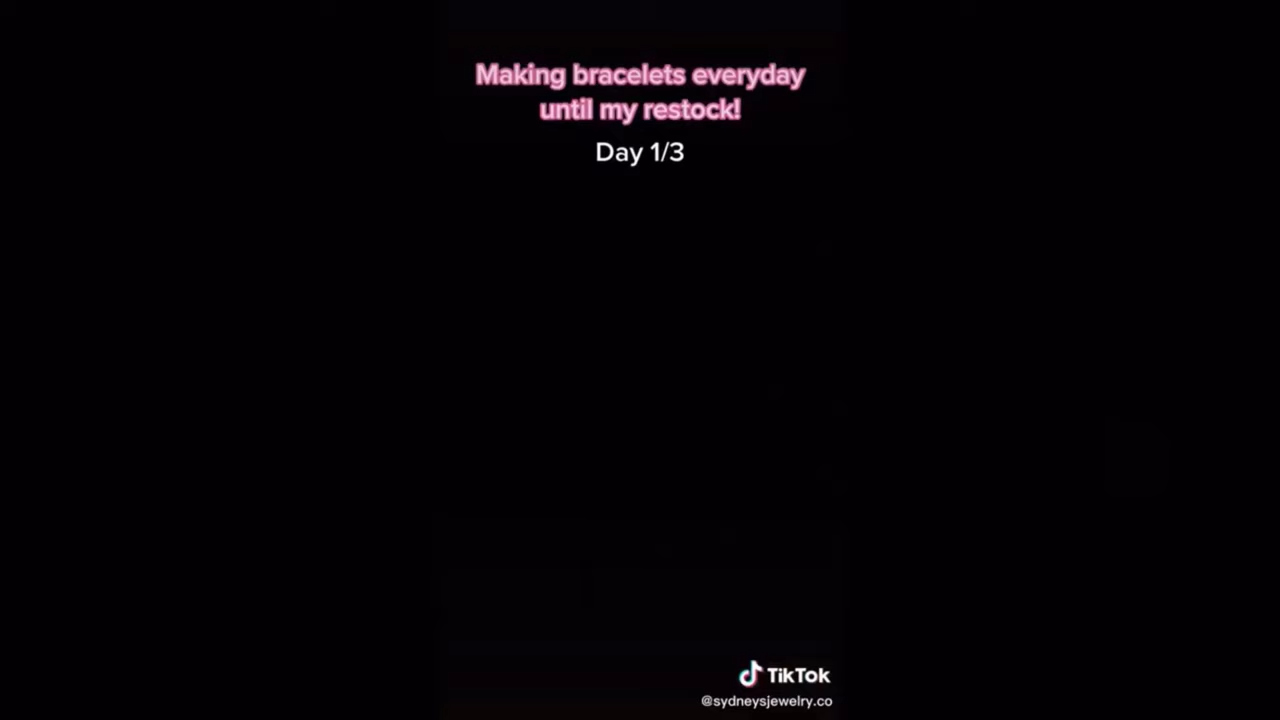 Making bracelets everyday
until my restock!
Day 1/3
TikTok
@sydneysjewelry.co